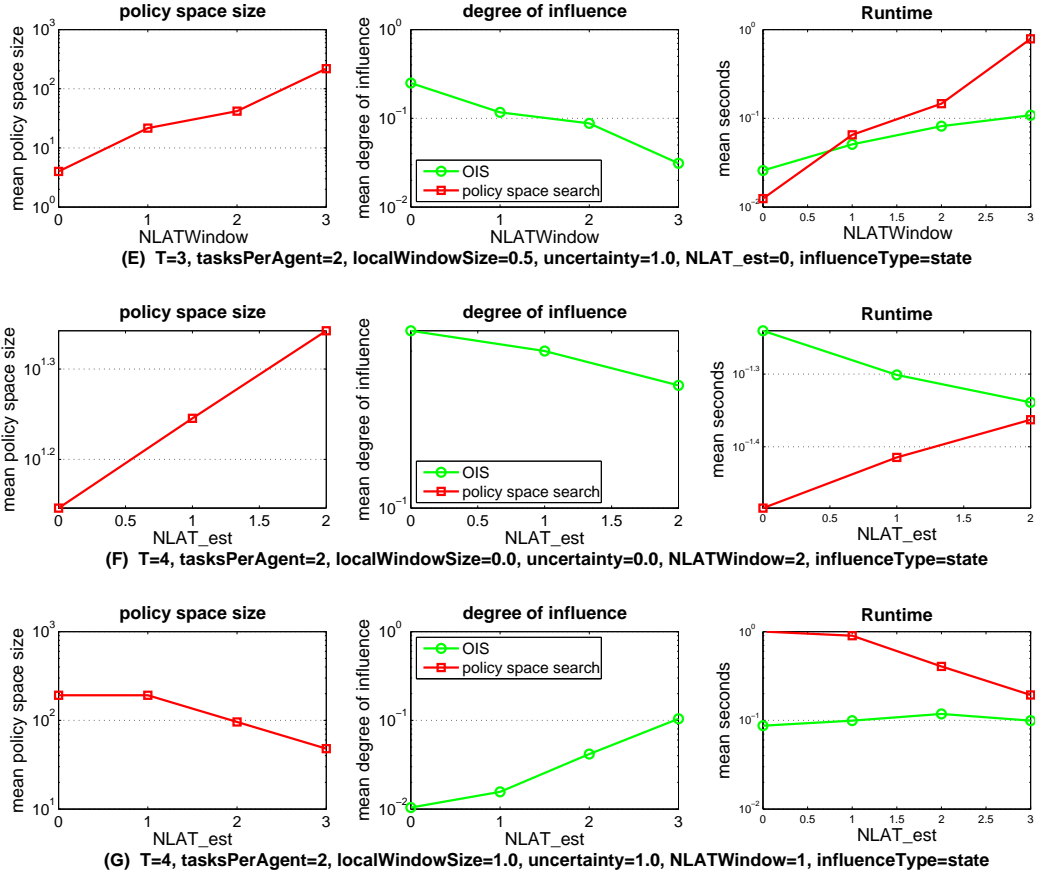 policy space size
degree of influence
Runtime
mean policy space size
10^3
10^2
10^1
10^0
0
1
2
3
NLATWindow
mean degree of influence
10^0
10^-1
10^-2
OIS
policy space search
0
1
2
3
NLATWindow
mean seconds
10^0
10^-1
10^-2
0
0.5
1
1.5
2
2.5
3
NLATWindow
(E) T=3, tasksPerAgent=2, localWindowSize=0.5, uncertainty=1.0, NLAT_est=0, influenceType=state
policy space size
degree of influence
Runtime
mean policy space size
10^1.3
10^1.2
0
0.5
1
1.5
2
NLAT_est
mean degree of influence
10^-1
OIS
policy space search
0
0.5
1
1.5
2
NLAT_est
mean seconds
10^-1.3
10^-1.4
0
0.5
1
1.5
2
NLAT_est
(F) T=4, tasksPerAgent=2, localWindowSize=0.0, uncertainty=0.0, NLATWindow=2, influenceType=state
policy space size
degree of influence
Runtime
mean policy space size
10^3
10^2
10^1
0
1
2
3
NLAT_est
mean degree of influence
10^0
10^-1
10^-2
OIS
policy space search
0
1
2
3
NLAT_est
mean seconds
10^0
10^-1
10^-2
0
0.5
1
1.5
2
2.5
3
NLAT_est
(G) T=4, tasksPerAgent=2, localWindowSize=1.0, uncertainty=1.0, NLATWindow=1, influenceType=state